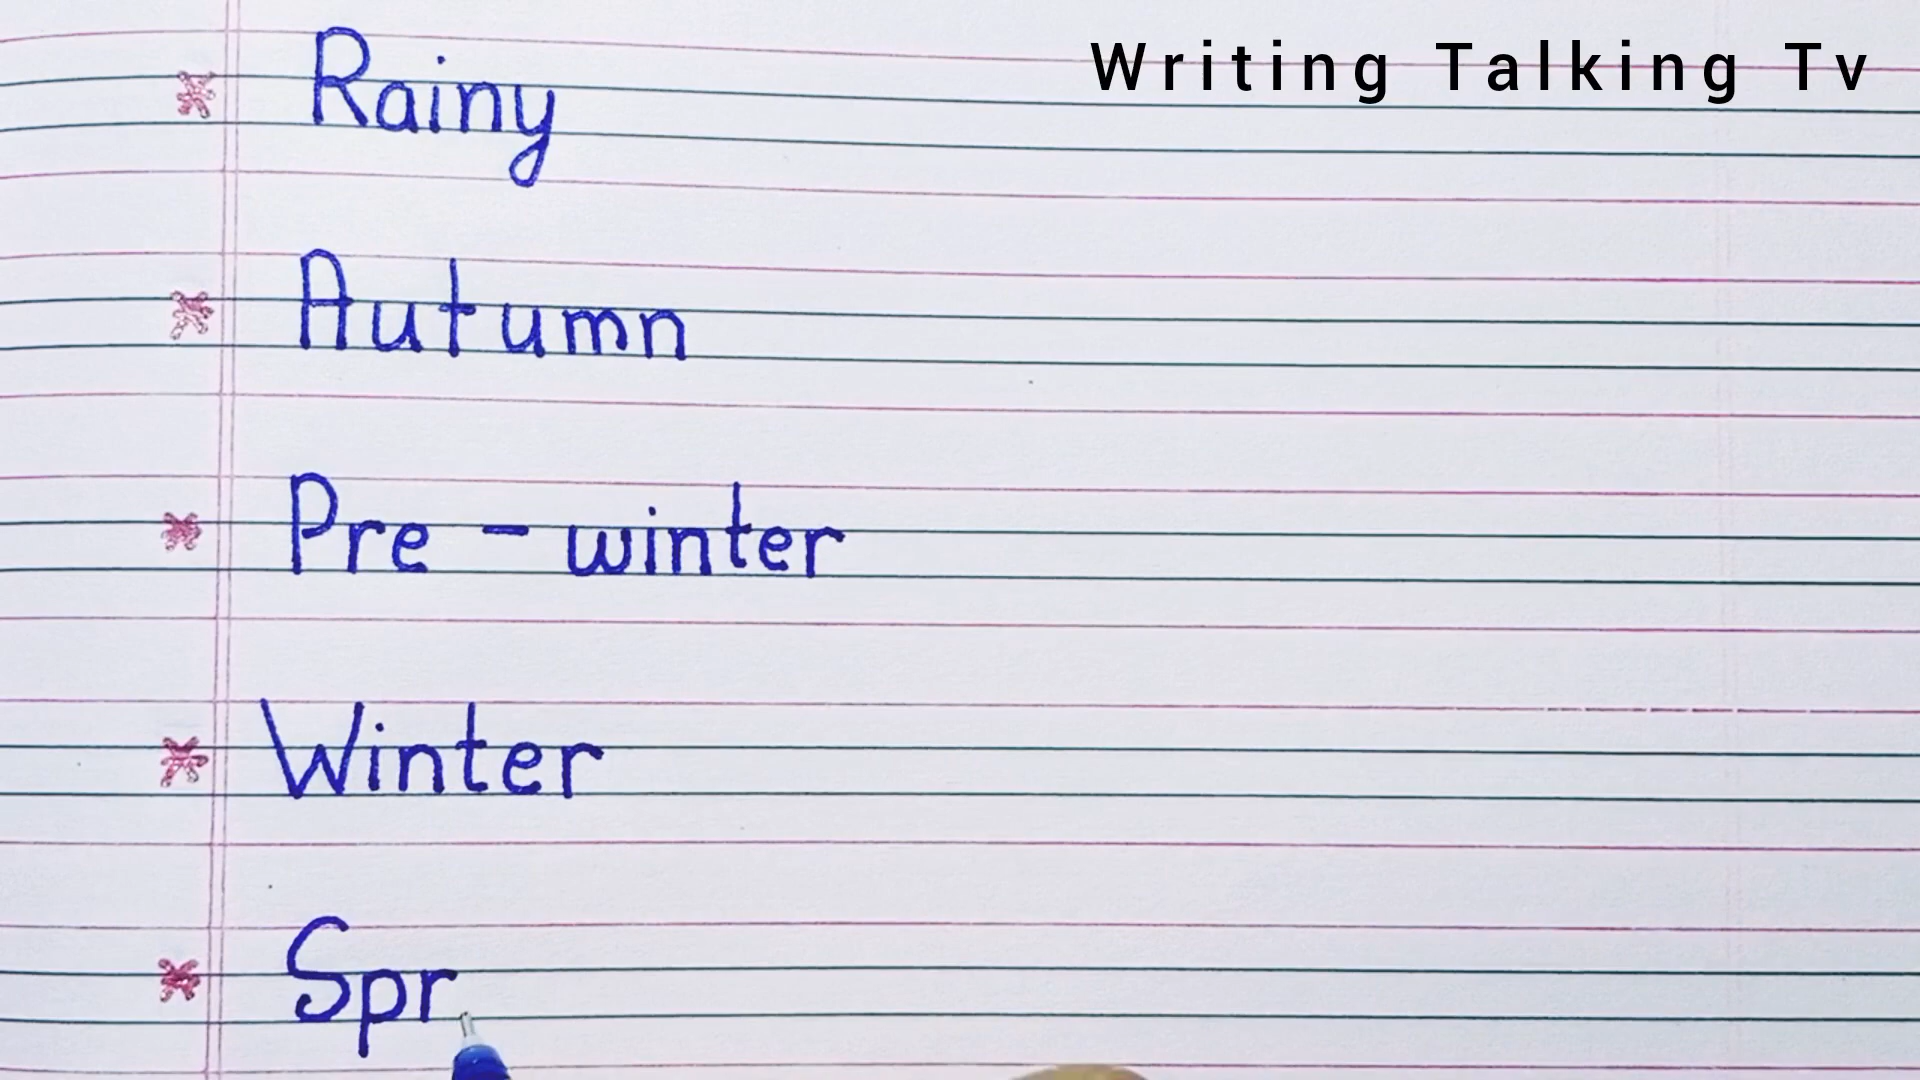 Writing Talking Tv
Rainy
Autumn
Pre - winter
Winter
Spr